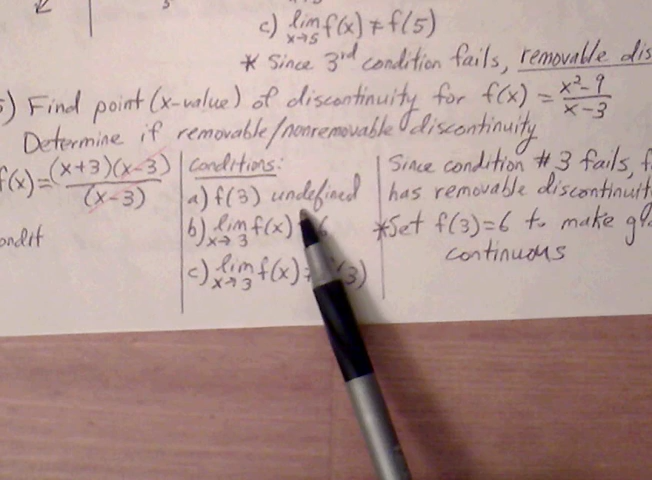 c) lim x→5 f(x) ≠ f(5)
* Since 3rd condition fails, removable dis
5) Find point (x-value) of discontinuity for f(x) = x²-9 / x-3
Determine if removable/nonremovable discontinuity
f(x) = (x+3)(x-3) / (x-3)
ondit
conditions:
a) f(3) undefined
b) lim x→3 f(x) 6
c) lim x→3 f(x) ≠ f(3)
Since condition #3 fails, f
has removable discontinuit
*Set f(3)=6 to make
continuous